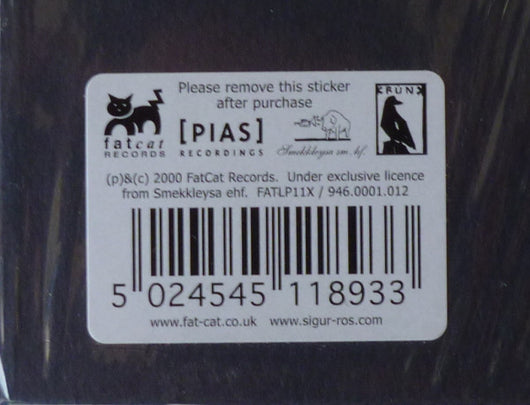 Please remove this sticker
after purchase
fatcat
RECORDS
[PIAS]
RECORDINGS
Smekkleysa sm. hf.
KRÚNK
(p)&(c) 2000 FatCat Records. Under exclusive licence
from Smekkleysa ehf. FATLP11X / 946.0001.012
5 024545 118933
www.fat-cat.co.uk www.sigur-ros.com